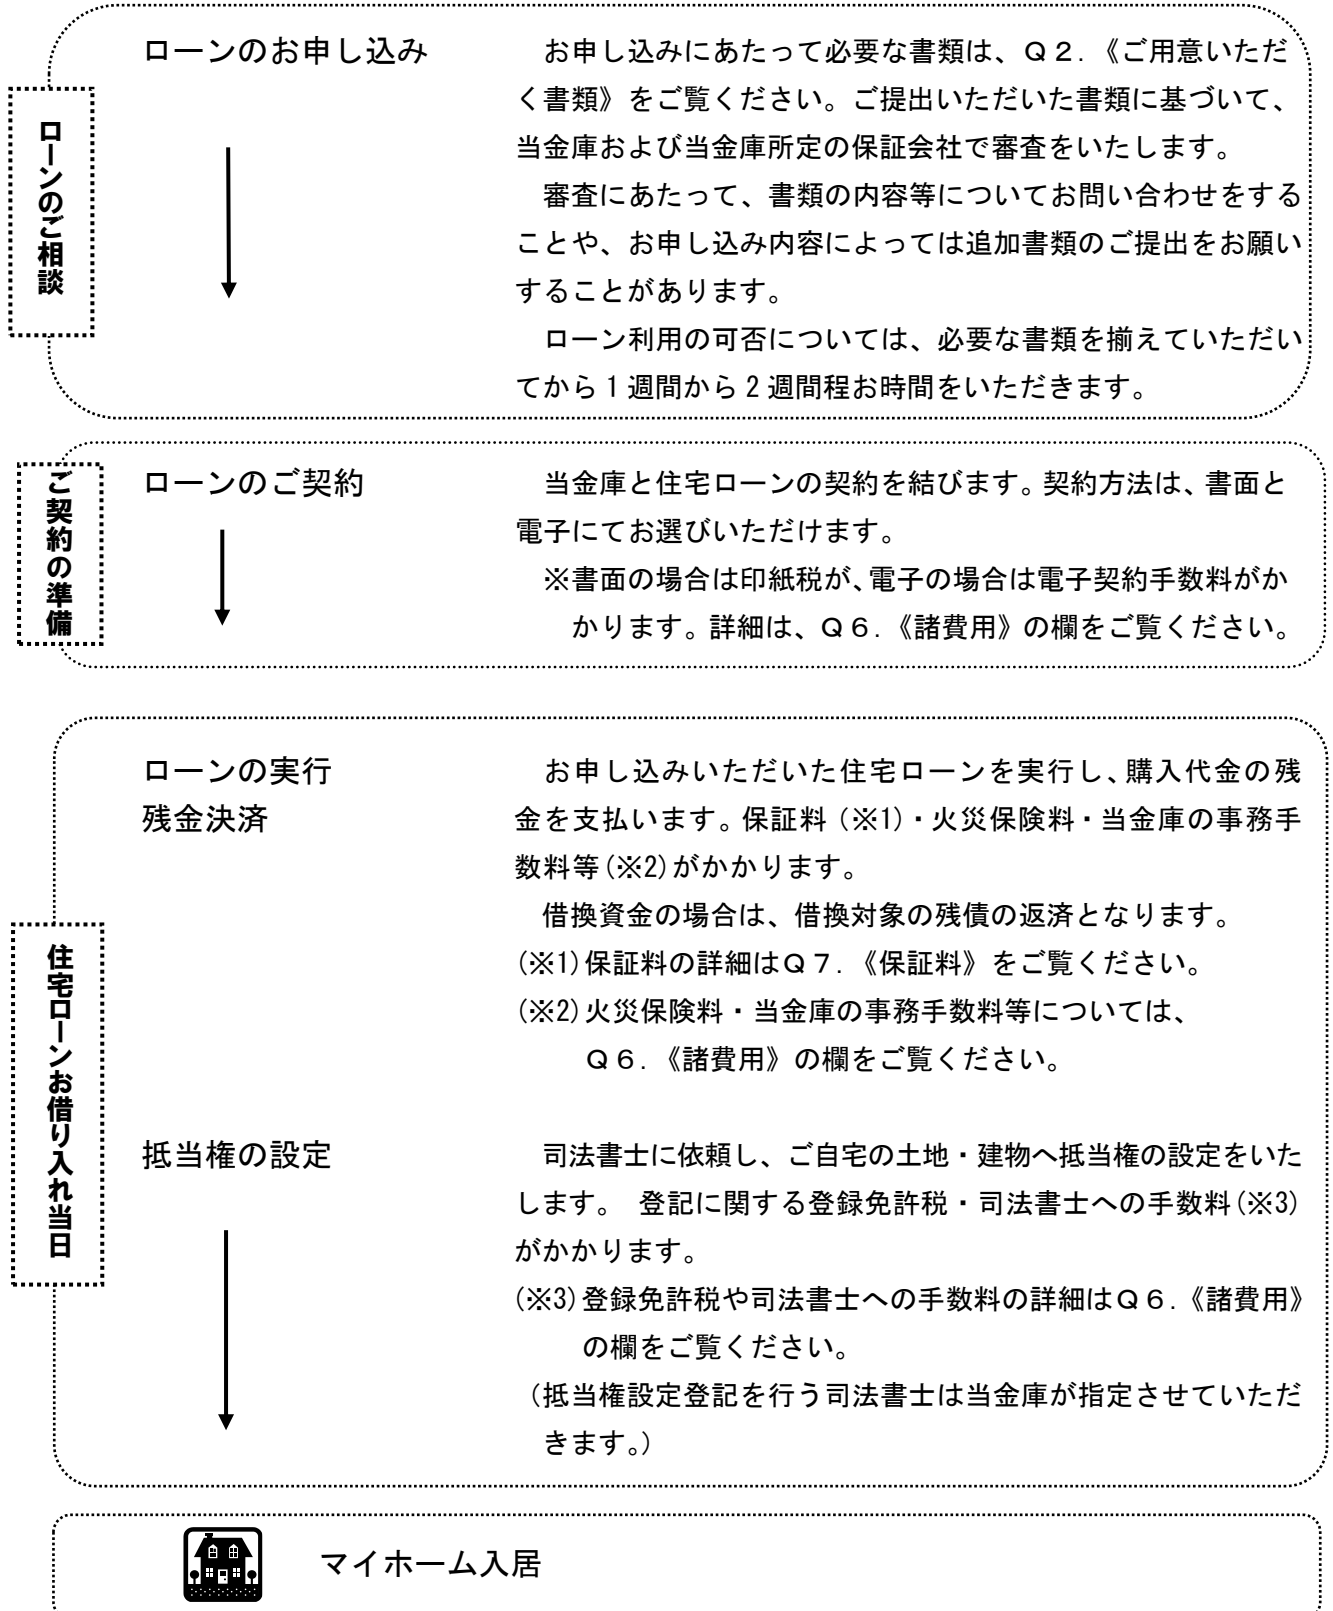 ローンのご相談
ローンのお申し込み
お申し込みにあたって必要な書類は、Ｑ２．《ご用意いただ
く書類》をご覧ください。ご提出いただいた書類に基づいて、
当金庫および当金庫所定の保証会社で審査をいたします。
審査にあたって、書類の内容等についてお問い合わせをする
ことや、お申し込み内容によっては追加書類のご提出をお願い
することがあります。
ローン利用の可否については、必要な書類を揃えていただい
てから１週間から２週間程お時間をいただきます。
ご契約の準備
ローンのご契約
当金庫と住宅ローンの契約を結びます。契約方法は、書面と
電子にてお選びいただけます。
※書面の場合は印紙税が、電子の場合は電子契約手数料がか
かります。詳細は、Ｑ６．《諸費用》の欄をご覧ください。
住宅ローンお借り入れ当日
ローンの実行
残金決済
お申し込みいただいた住宅ローンを実行し、購入代金の残
金を支払います。保証料(※1)・火災保険料・当金庫の事務手
数料等(※2)がかかります。
借換資金の場合は、借換対象の残債の返済となります。
(※1)保証料の詳細はＱ７．《保証料》をご覧ください。
(※2)火災保険料・当金庫の事務手数料等については、
Ｑ６．《諸費用》の欄をご覧ください。
抵当権の設定
司法書士に依頼し、ご自宅の土地・建物へ抵当権の設定をいた
します。 登記に関する登録免許税・司法書士への手数料(※3)
がかかります。
(※3)登録免許税や司法書士への手数料の詳細はＱ６．《諸費用》
の欄をご覧ください。
（抵当権設定登記を行う司法書士は当金庫が指定させていただ
きます。）
マイホーム入居